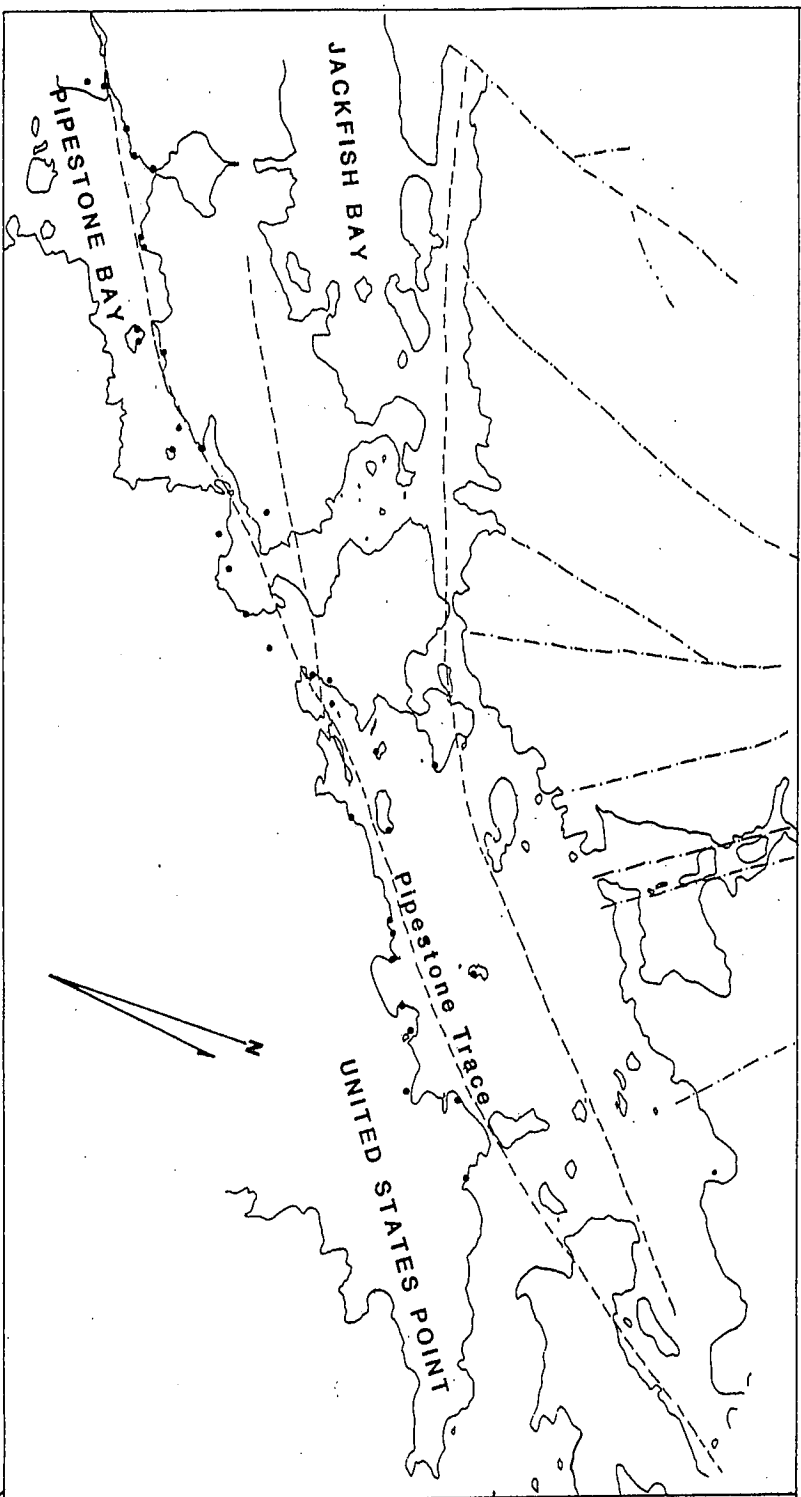 JACKFISH BAY
PIPESTONE BAY
Pipestone Trace
N
UNITED STATES POINT